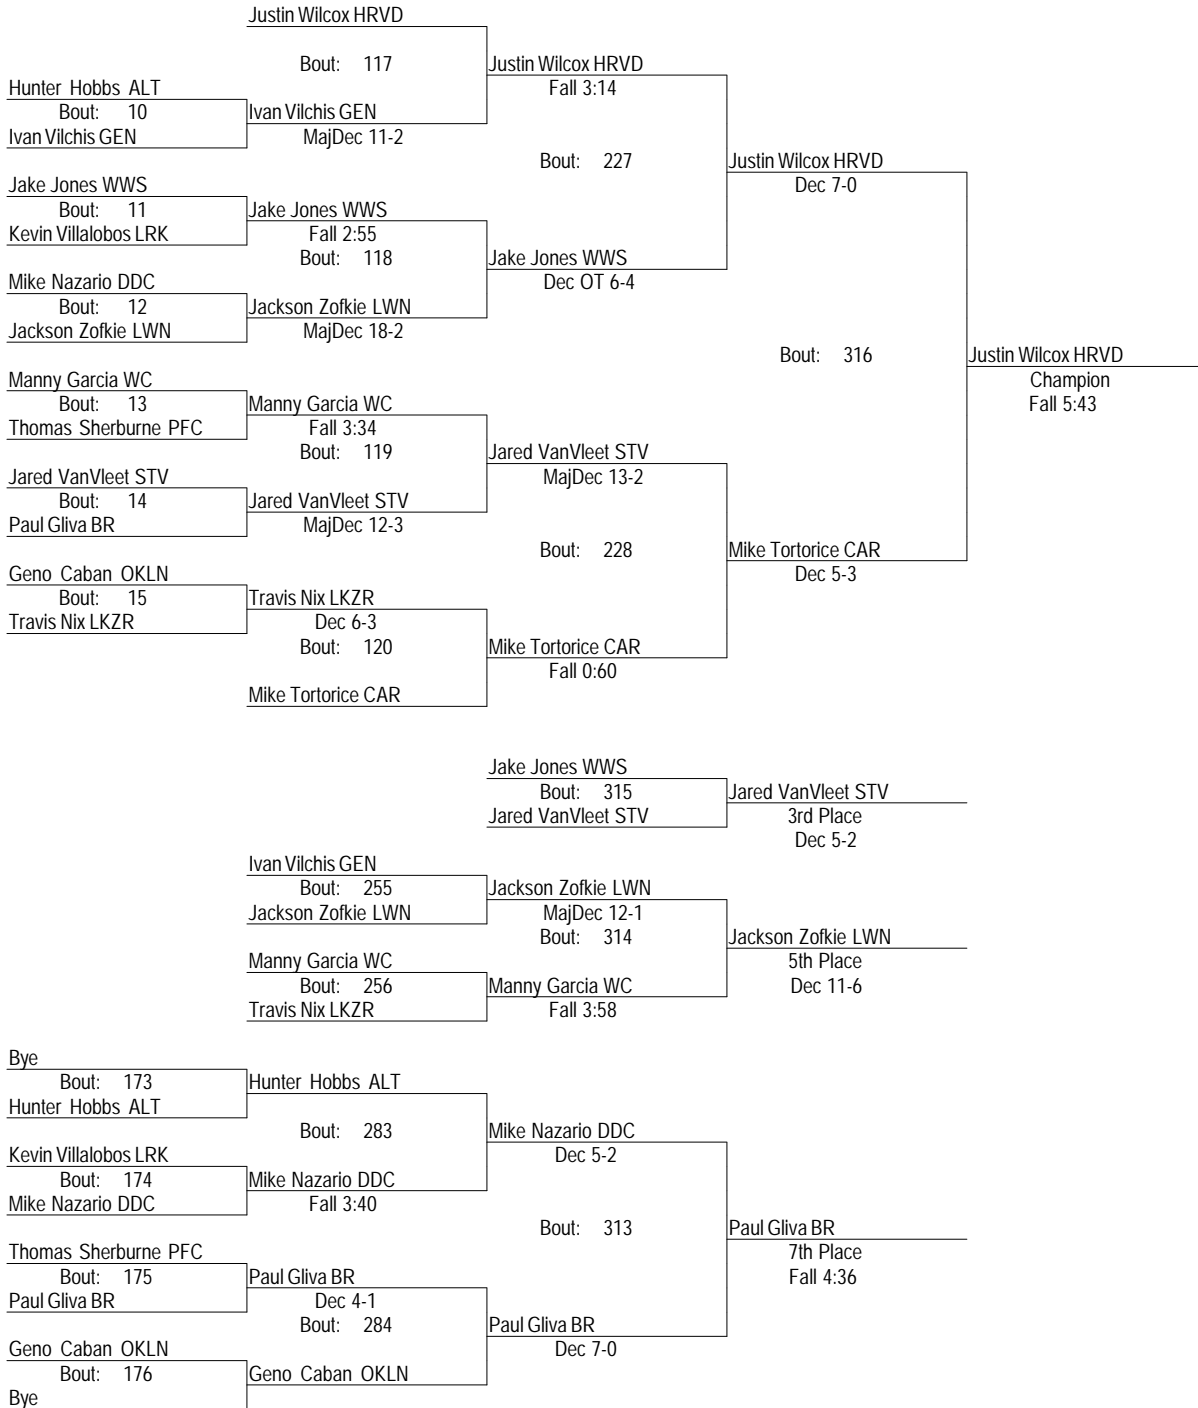 Justin Wilcox HRVD
Bout: 117
Justin Wilcox HRVD
Fall 3:14
Hunter Hobbs ALT
Bout: 10
Ivan Vilchis GEN
Ivan Vilchis GEN
MajDec 11-2
Bout: 227
Justin Wilcox HRVD
Dec 7-0
Jake Jones WWS
Bout: 11
Kevin Villalobos LRK
Jake Jones WWS
Fall 2:55
Bout: 118
Jake Jones WWS
Dec OT 6-4
Mike Nazario DDC
Bout: 12
Jackson Zofkie LWN
Jackson Zofkie LWN
MajDec 18-2
Bout: 316
Justin Wilcox HRVD
Champion
Fall 5:43
Manny Garcia WC
Bout: 13
Thomas Sherburne PFC
Manny Garcia WC
Fall 3:34
Bout: 119
Jared VanVleet STV
MajDec 13-2
Jared VanVleet STV
Bout: 14
Paul Gliva BR
Jared VanVleet STV
MajDec 12-3
Bout: 228
Mike Tortorice CAR
Dec 5-3
Geno Caban OKLN
Bout: 15
Travis Nix LKZR
Travis Nix LKZR
Dec 6-3
Bout: 120
Mike Tortorice CAR
Fall 0:60
Mike Tortorice CAR
Jake Jones WWS
Bout: 315
Jared VanVleet STV
Jared VanVleet STV
3rd Place
Dec 5-2
Ivan Vilchis GEN
Bout: 255
Jackson Zofkie LWN
Jackson Zofkie LWN
MajDec 12-1
Bout: 314
Jackson Zofkie LWN
5th Place
Dec 11-6
Manny Garcia WC
Bout: 256
Travis Nix LKZR
Manny Garcia WC
Fall 3:58
Bye
Bout: 173
Hunter Hobbs ALT
Hunter Hobbs ALT
Bout: 283
Mike Nazario DDC
Dec 5-2
Kevin Villalobos LRK
Bout: 174
Mike Nazario DDC
Mike Nazario DDC
Fall 3:40
Bout: 313
Paul Gliva BR
7th Place
Fall 4:36
Thomas Sherburne PFC
Bout: 175
Paul Gliva BR
Paul Gliva BR
Dec 4-1
Bout: 284
Paul Gliva BR
Dec 7-0
Geno Caban OKLN
Bout: 176
Bye
Geno Caban OKLN